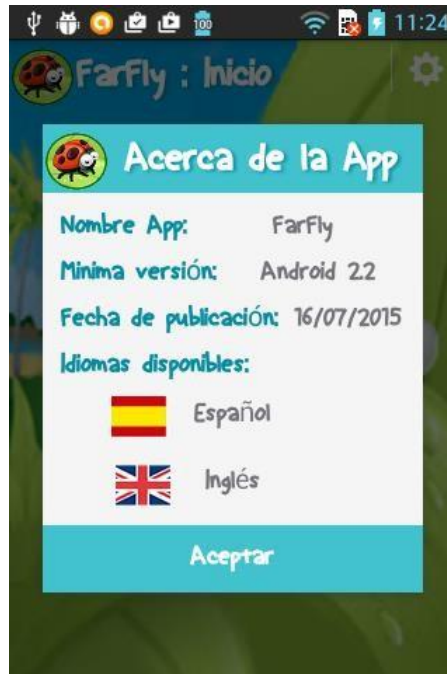 100
11:24
FarFly : Inicio
Acerca de la App
Nombre App: FarFly
Minima versión: Android 2.2
Fecha de publicación: 16/07/2015
Idiomas disponibles:
Español
Inglés
Aceptar